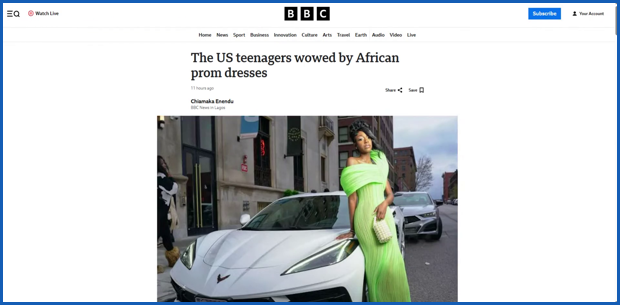 Watch Live
BBC
Subscribe
Your Account
Home News Sport Business Innovation Culture Arts Travel Earth Audio Video Live
The US teenagers wowed by African
prom dresses
11 hours ago
Share Save
Chiamaka Enendu
BBC News in Lagos